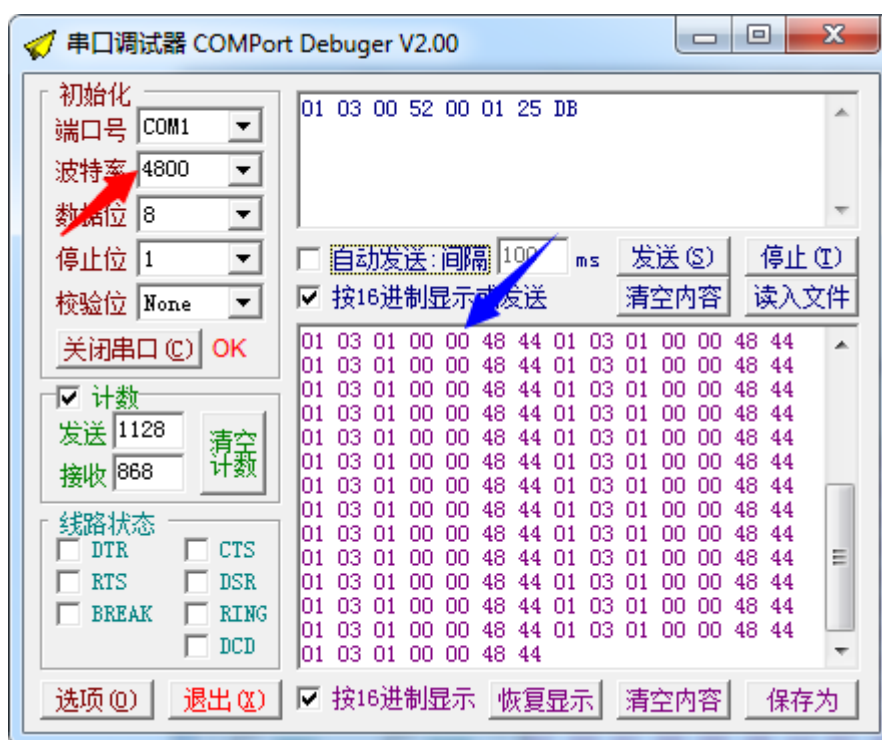 串口调试器 COMPort Debuger V2.00
初始化
端口号 COM1
波特率 4800
数据位 8
停止位 1
校验位 None
关闭串口(C) OK
计数
发送 1128
接收 868
清空
计数
线路状态
DTR CTS
RTS DSR
BREAK RING
DCD
选项(O) 退出(X)
01 03 00 52 00 01 25 DB
自动发送:间隔 100 ms 发送(S) 停止(T)
按16进制显示或发送 清空内容 读入文件
01 03 01 00 00 48 44 01 03 01 00 00 48 44
01 03 01 00 00 48 44 01 03 01 00 00 48 44
01 03 01 00 00 48 44 01 03 01 00 00 48 44
01 03 01 00 00 48 44 01 03 01 00 00 48 44
01 03 01 00 00 48 44 01 03 01 00 00 48 44
01 03 01 00 00 48 44 01 03 01 00 00 48 44
01 03 01 00 00 48 44 01 03 01 00 00 48 44
01 03 01 00 00 48 44 01 03 01 00 00 48 44
01 03 01 00 00 48 44 01 03 01 00 00 48 44
01 03 01 00 00 48 44 01 03 01 00 00 48 44
01 03 01 00 00 48 44 01 03 01 00 00 48 44
01 03 01 00 00 48 44 01 03 01 00 00 48 44
01 03 01 00 00 48 44 01 03 01 00 00 48 44
01 03 01 00 00 48 44
按16进制显示 恢复显示 清空内容 保存为